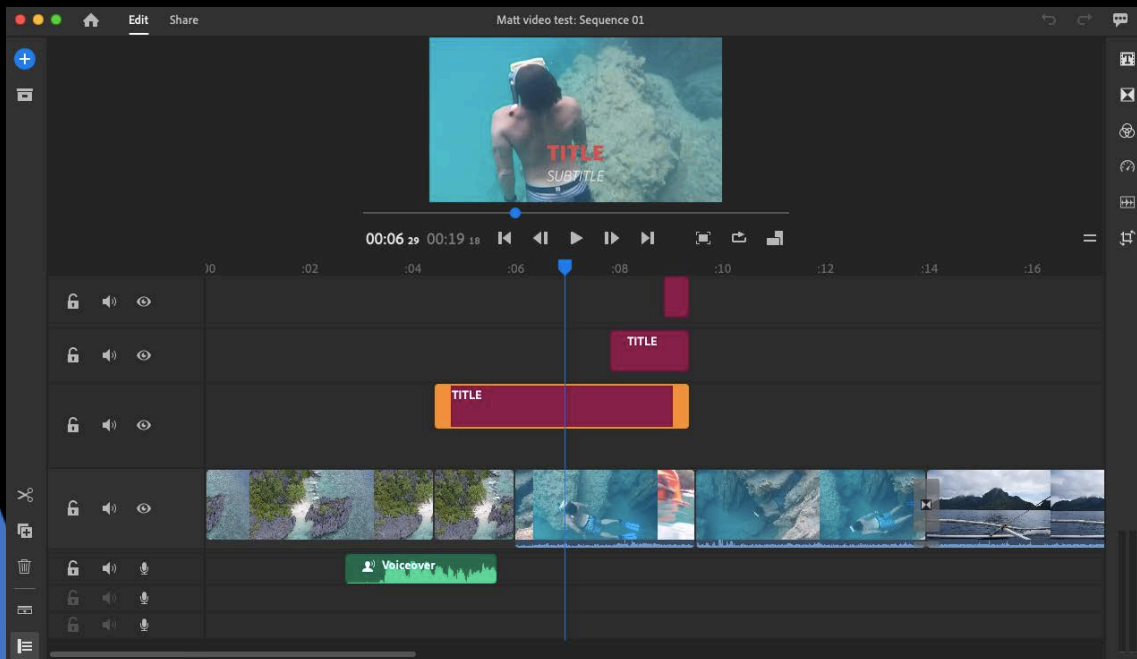 Edit Share Matt video test: Sequence 01
TITLE
SUBTITLE
00:06 29 00:19 18
:00 :02 :04 :06 :08 :10 :12 :14 :16
TITLE
TITLE
Voiceover